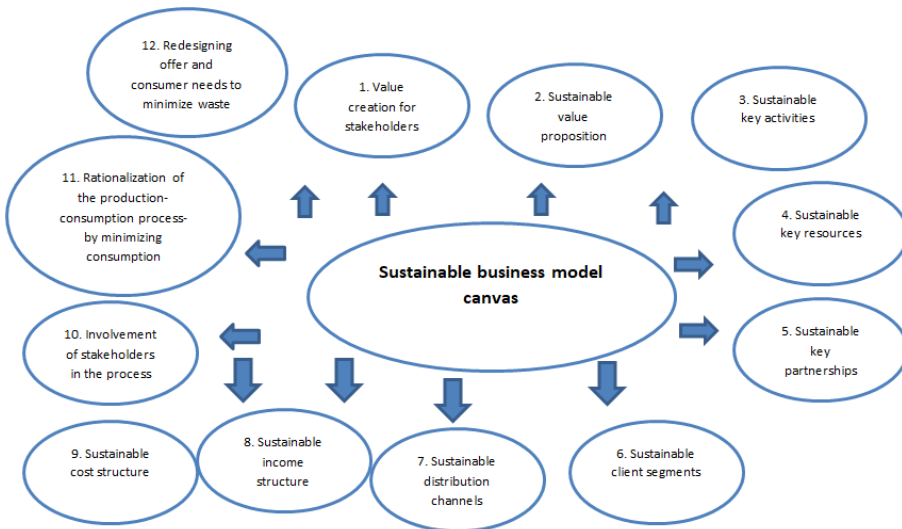 12. Redesigning
offer and
consumer needs to
minimize waste
1. Value
creation for
stakeholders
2. Sustainable
value
proposition
3. Sustainable
key activities
11. Rationalization of
the production-
consumption process-
by minimizing
consumption
4. Sustainable
key resources
Sustainable business model
canvas
10. Involvement
of stakeholders
in the process
5. Sustainable
key
partnerships
9. Sustainable
cost structure
8. Sustainable
income
structure
7. Sustainable
distribution
channels
6. Sustainable
client segments